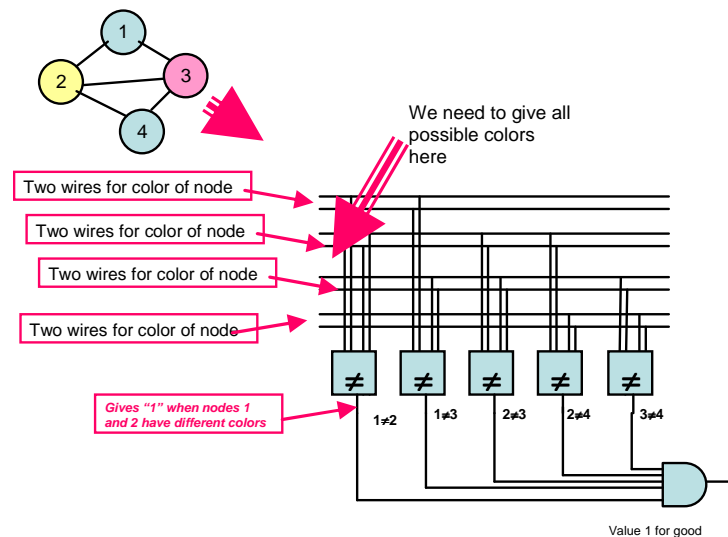 1
2
3
4
We need to give all
possible colors
here
Two wires for color of node
Two wires for color of node
Two wires for color of node
Two wires for color of node
≠ ≠ ≠ ≠ ≠
Gives “1” when nodes 1
and 2 have different colors
1≠2 1≠3 2≠3 2≠4 3≠4
Value 1 for good